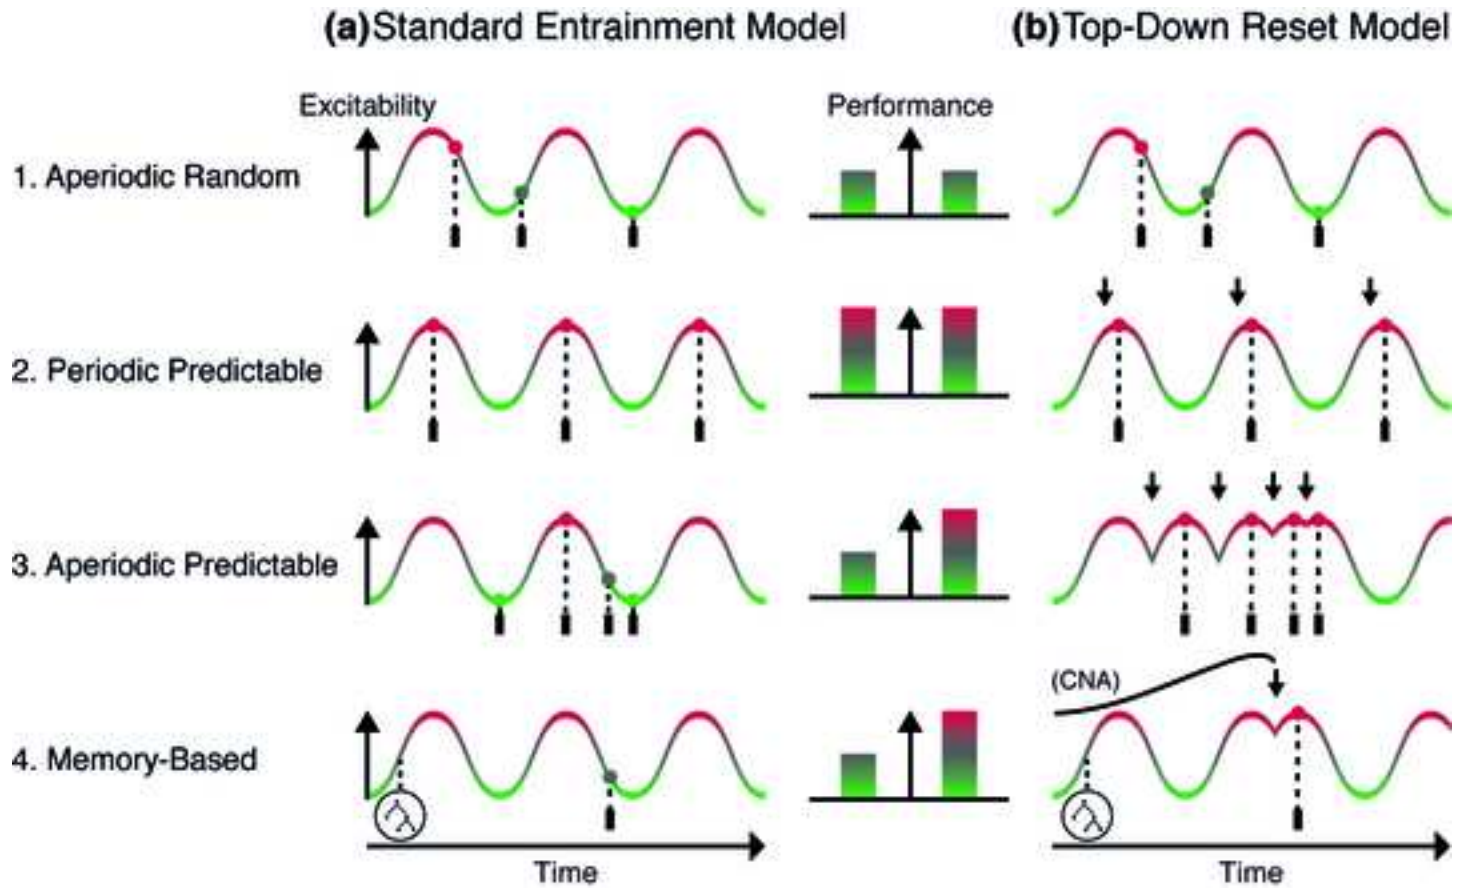 (a) Standard Entrainment Model
(b) Top-Down Reset Model
Excitability
Performance
1. Aperiodic Random
2. Periodic Predictable
3. Aperiodic Predictable
(CNA)
4. Memory-Based
Time
Time